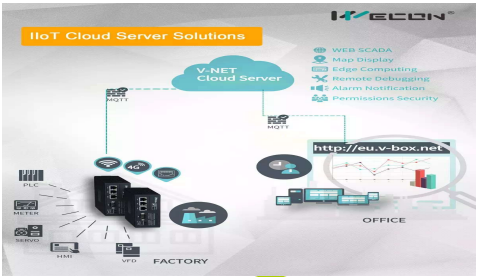 WECON
IIoT Cloud Server Solutions
WEB SCADA
Map Display
Edge Computing
Remote Debugging
Alarm Notification
Permissions Security
V-NET
Cloud Server
MQTT
MQTT
http://eu.v-box.net
4G
PLC
METER
SERVO
HMI
VFD
FACTORY
OFFICE